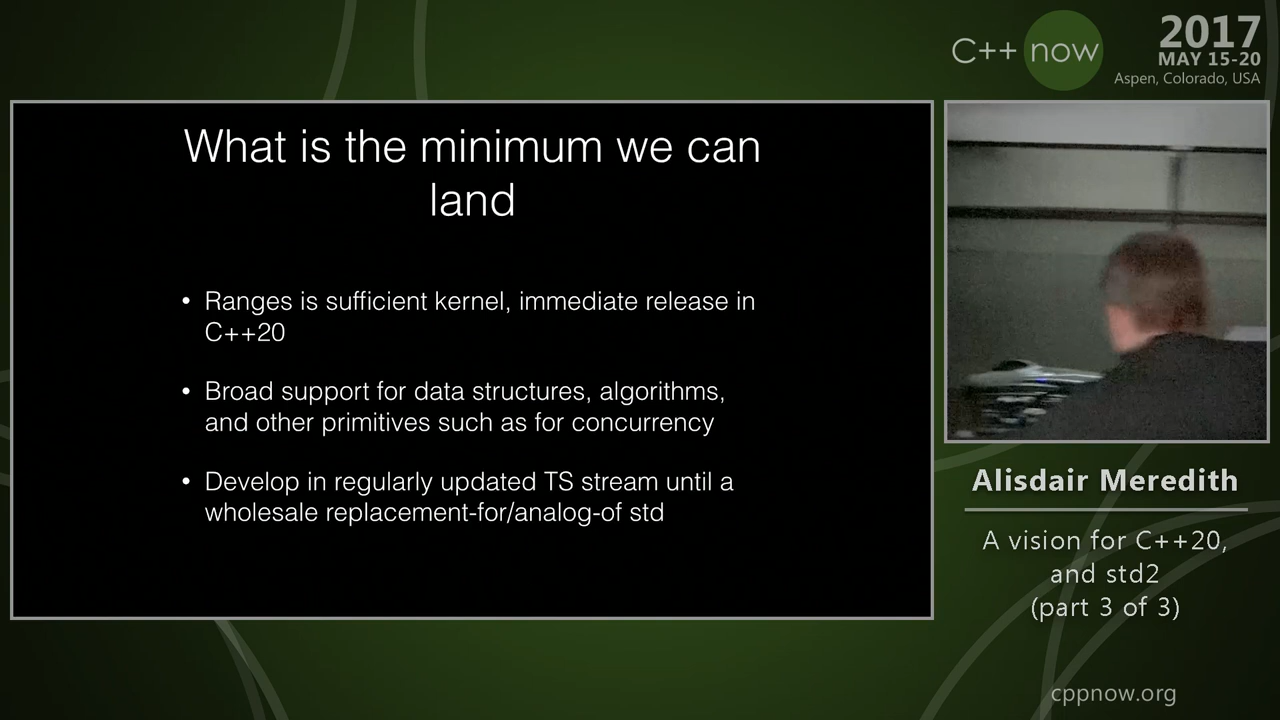 C++ now
2017
MAY 15-20
Aspen, Colorado, USA
What is the minimum we can
land
• Ranges is sufficient kernel, immediate release in
C++20
• Broad support for data structures, algorithms,
and other primitives such as for concurrency
• Develop in regularly updated TS stream until a
wholesale replacement-for/analog-of std
Alisdair Meredith
A vision for C++20,
and std2
(part 3 of 3)
cppnow.org